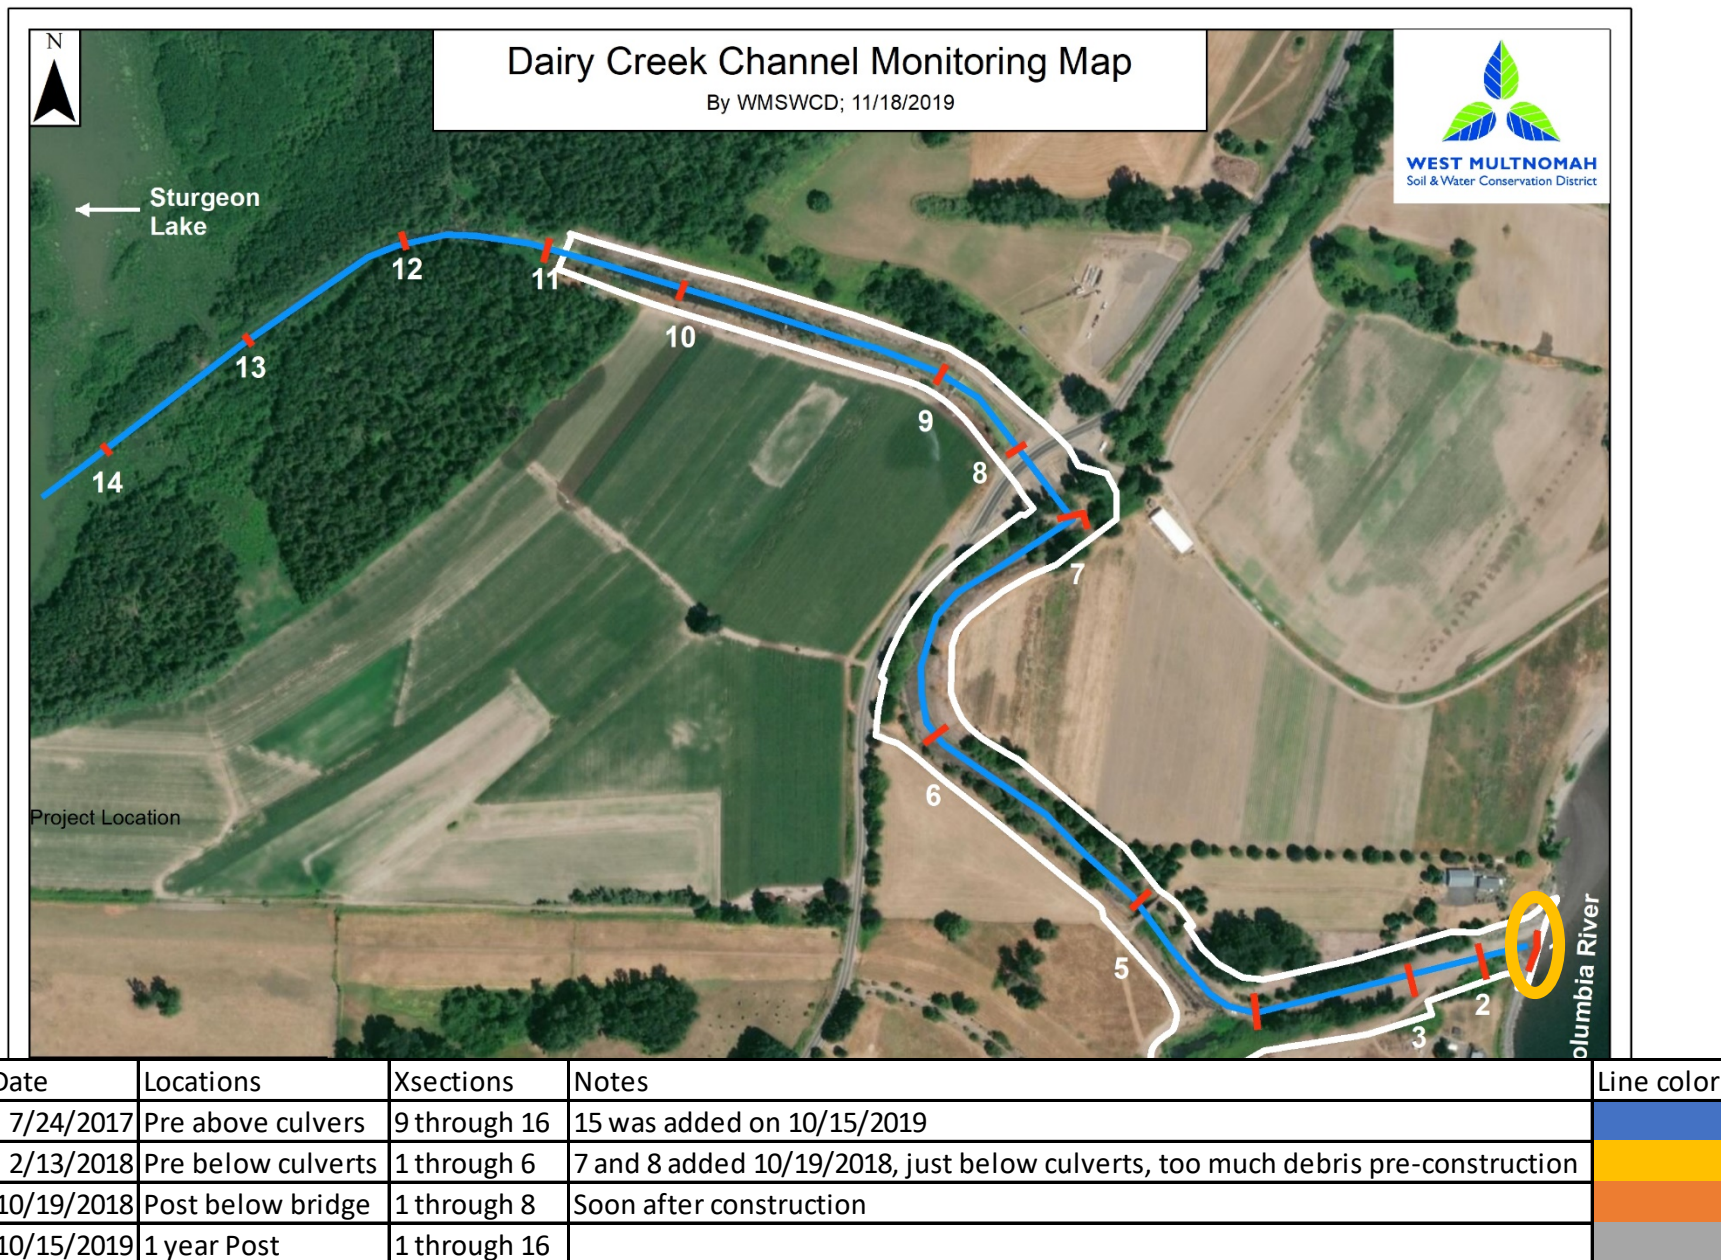 N
Dairy Creek Channel Monitoring Map
By WMSWCD; 11/18/2019
WEST MULTNOMAH
Soil & Water Conservation District
Sturgeon
Lake
12
11
10
13
9
8
14
7
6
Project Location
5
2
3
olumbia River
Date Locations Xsections Notes Line color
7/24/2017 Pre above culvers 9 through 16 15 was added on 10/15/2019
2/13/2018 Pre below culverts 1 through 6 7 and 8 added 10/19/2018, just below culverts, too much debris pre-construction
10/19/2018 Post below bridge 1 through 8 Soon after construction
10/15/2019 1 year Post 1 through 16